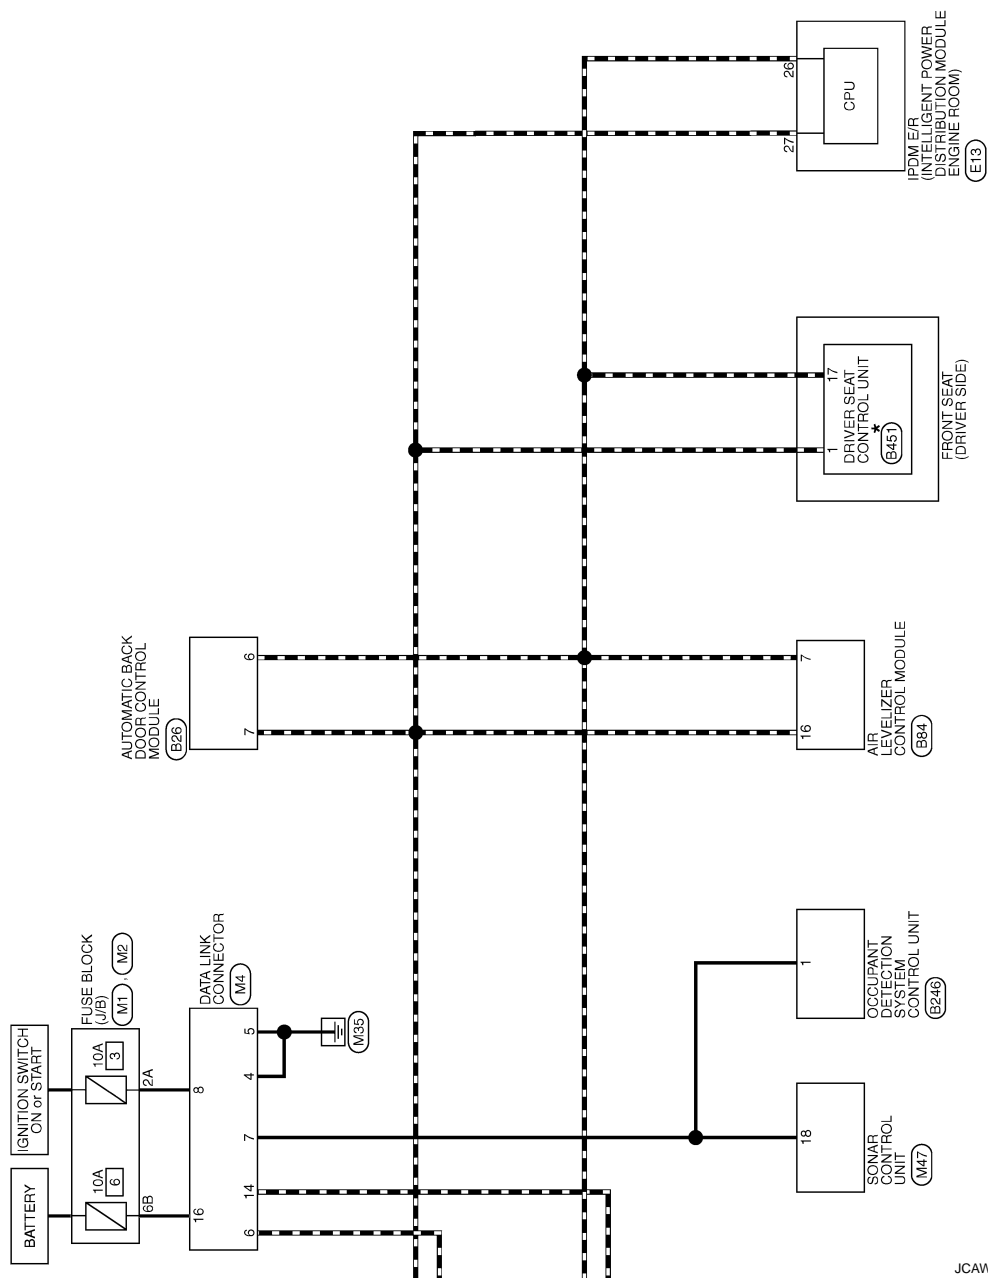 IGNITION SWITCH
ON or START
BATTERY
FUSE BLOCK
(J/B)
M1
,
M2
10A
3
10A
6
2A
6B
DATA LINK
CONNECTOR
M4
8
16
5
4
7
14
6
M35
AUTOMATIC BACK
DOOR CONTROL
MODULE
B26
6
7
26
27
CPU
IPDM E/R
(INTELLIGENT POWER
DISTRIBUTION MODULE
ENGINE ROOM)
E13
17
1
DRIVER SEAT
CONTROL UNIT
*
B451
FRONT SEAT
(DRIVER SIDE)
7
16
AIR
LEVELIZER
CONTROL MODULE
B84
1
OCCUPANT
DETECTION
SYSTEM
CONTROL UNIT
B246
18
SONAR
CONTROL
UNIT
M47
JCAW